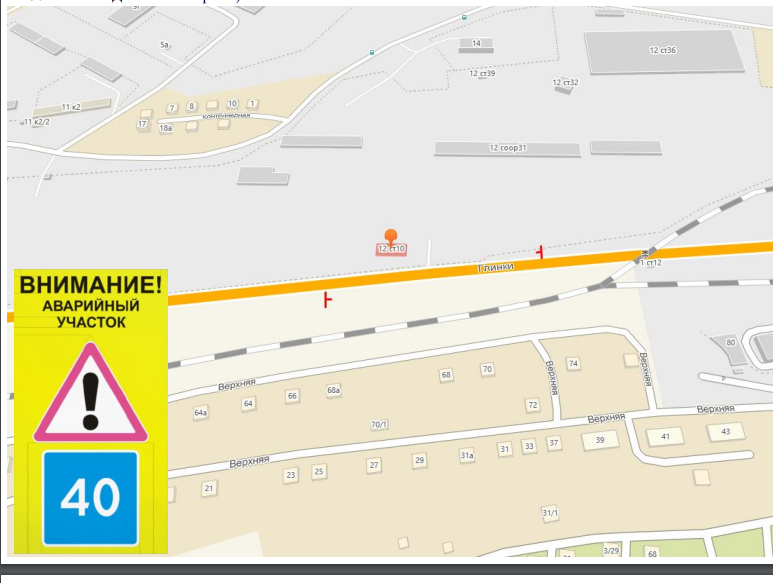 5а
14
12 ст36
12 ст39
12 ст32
11 к2
7
8
10
1
11 к2/2
17
18а
12 соор31
12 ст10
Глинки
1 ст12
ВНИМАНИЕ!
АВАРИЙНЫЙ
УЧАСТОК
40
80
Верхняя
68
70
74
Верхняя
Верхняя
64а
64
66
68а
72
Верхняя
Верхняя
70/1
39
41
43
Верхняя
21
23
25
27
29
31а
31
33
37
31/1
3/29
68